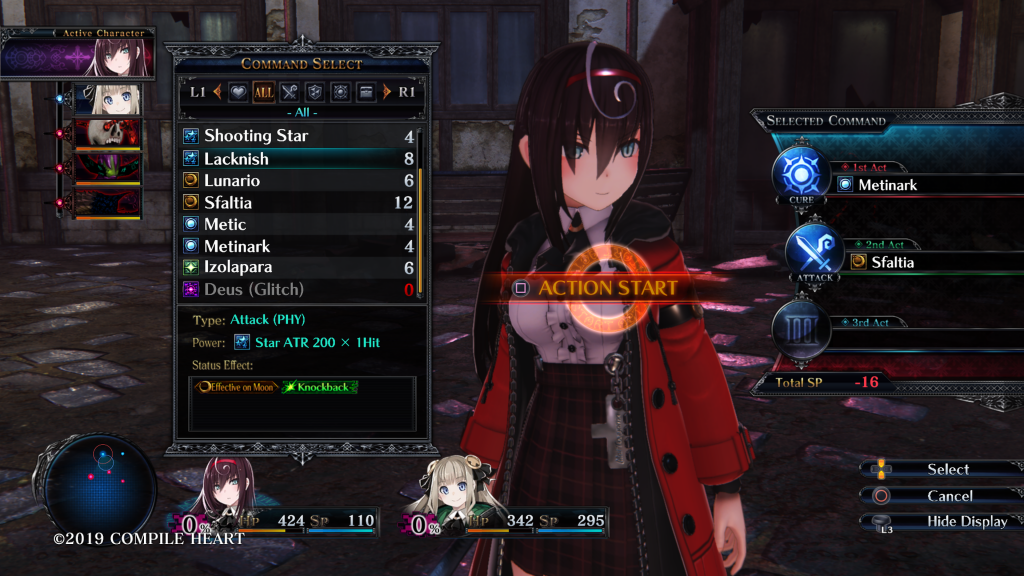 Active Character
COMMAND SELECT
L1 ALL R1
- All -
Shooting Star 4
Lacknish 8
Lunario 6
Sfaltia 12
Metic 4
Metinark 4
Izolapara 6
Deus (Glitch) 0
Type: Attack (PHY)
Power: Star ATR 200 × 1Hit
Status Effect:
Effective on Moon Knockback
ACTION START
SELECTED COMMAND
1st Act
Metinark
CURE
2nd Act
Sfaltia
ATTACK
3rd Act
III
Total SP -16
Select
Cancel
L3 Hide Display
0% HP 424 SP 110
0% HP 342 SP 295
©2019 COMPILE HEART